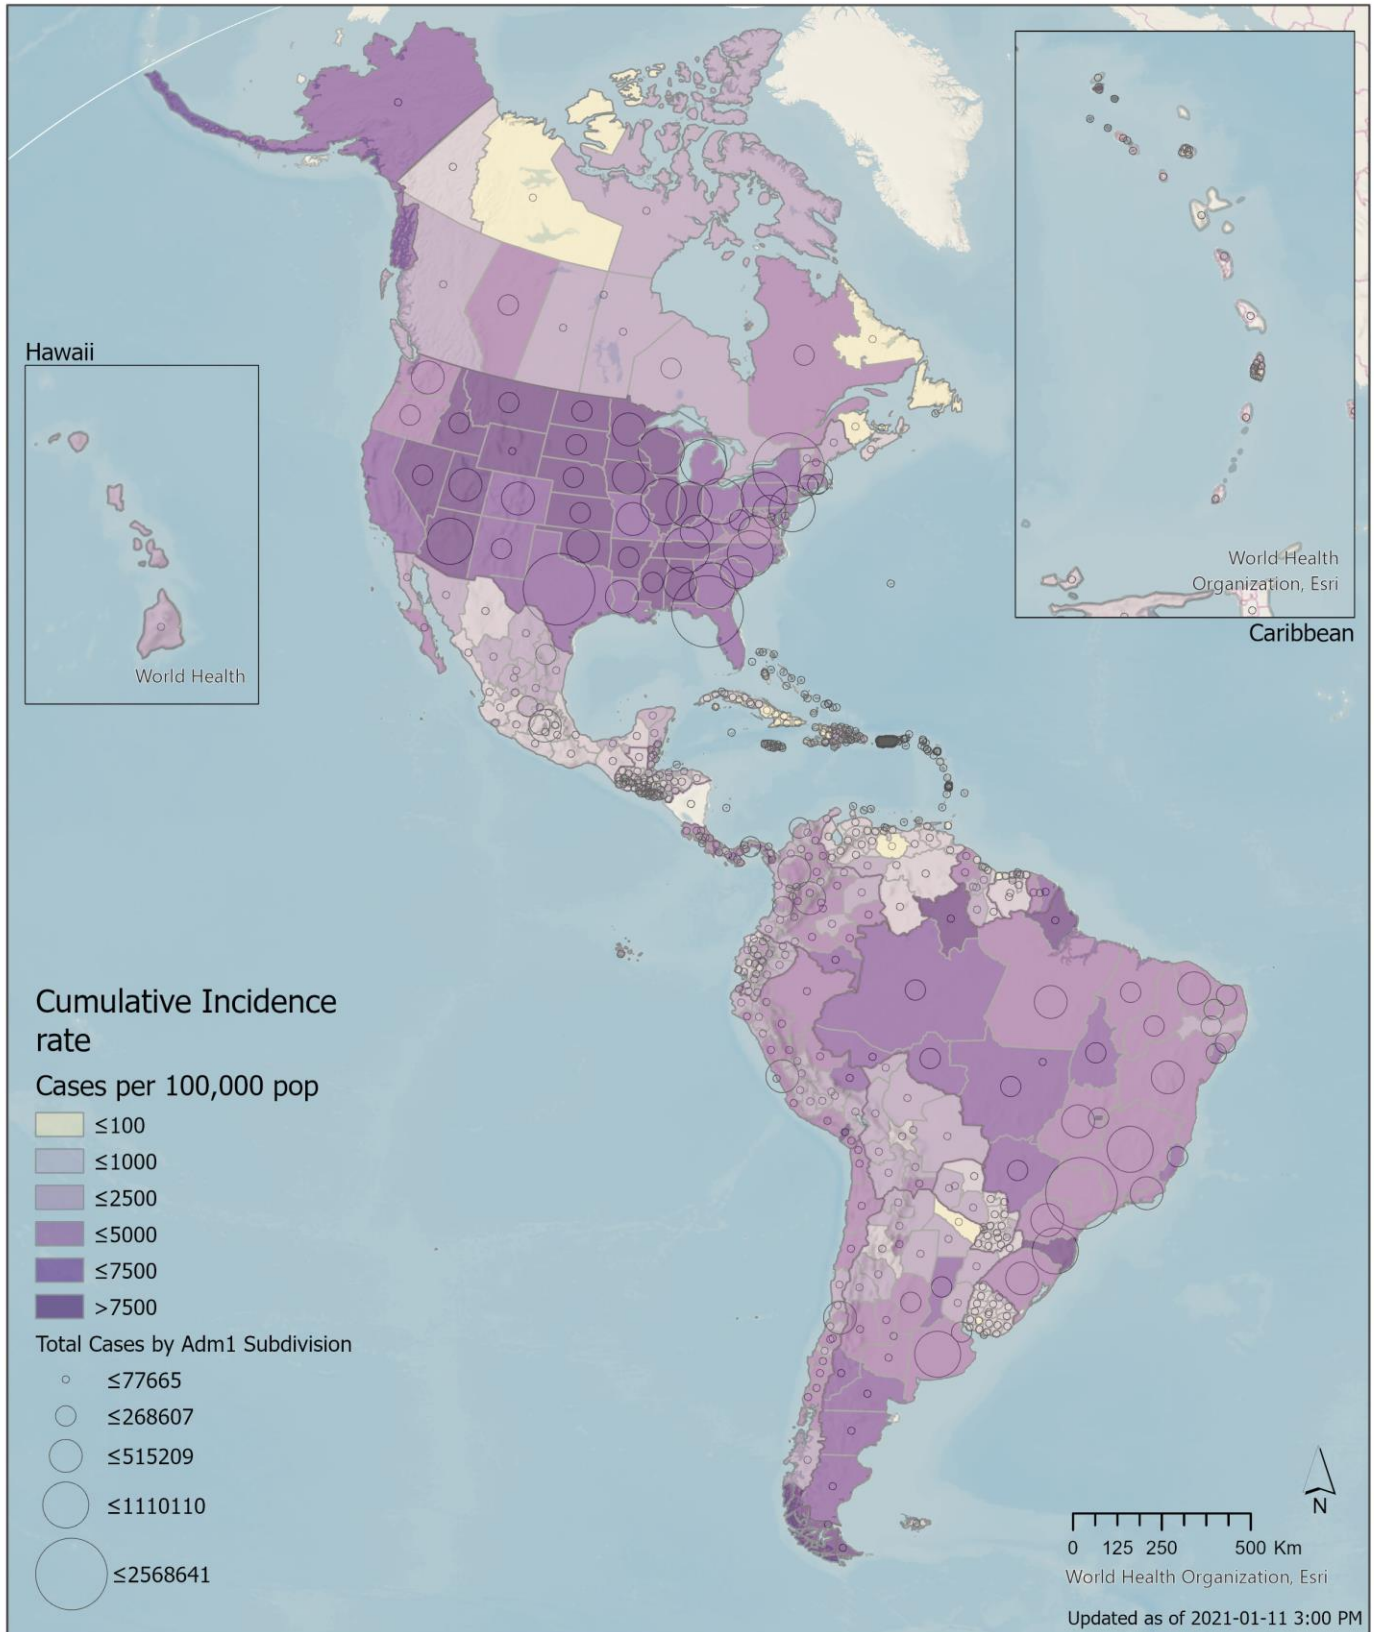 Hawaii
World Health
World Health
Organization, Esri
Caribbean
Cumulative Incidence
rate
Cases per 100,000 pop
≤100
≤1000
≤2500
≤5000
≤7500
>7500
Total Cases by Adm1 Subdivision
≤77665
≤268607
≤515209
≤1110110
≤2568641
N
0 125 250 500 Km
World Health Organization, Esri
Updated as of 2021-01-11 3:00 PM